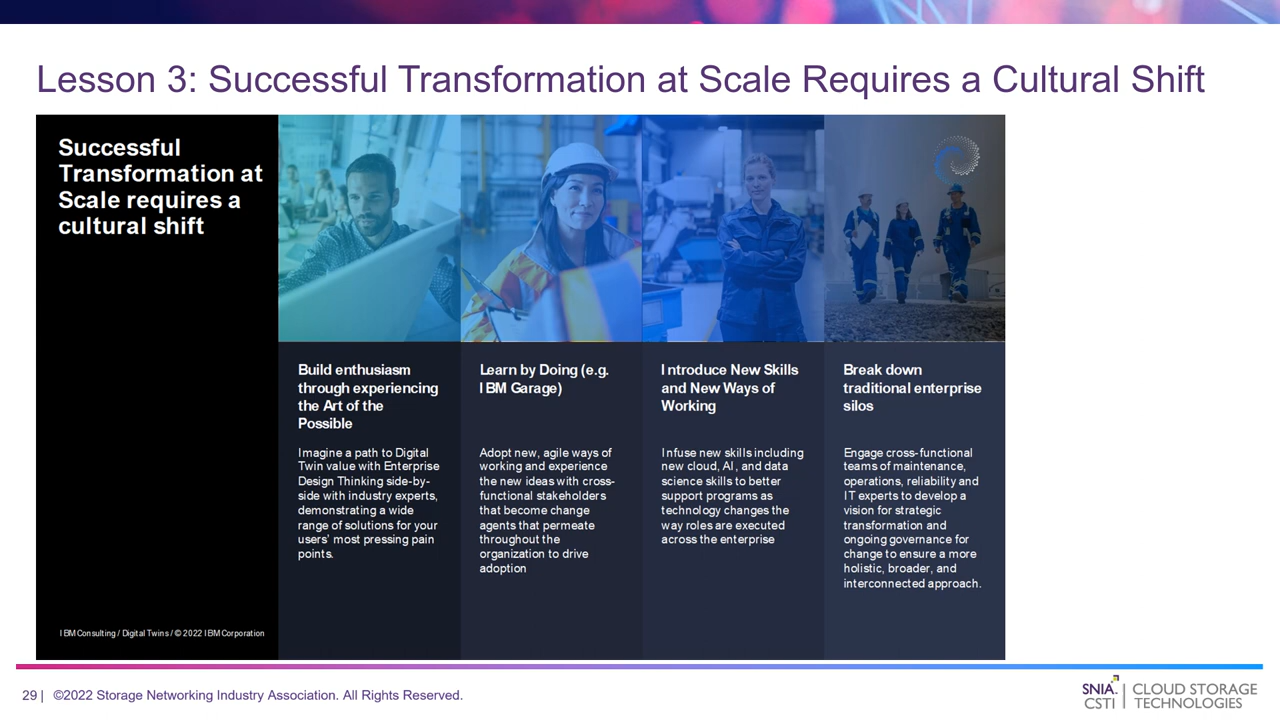 Lesson 3: Successful Transformation at Scale Requires a Cultural Shift
Successful
Transformation at
Scale requires a
cultural shift
Build enthusiasm
through experiencing
the Art of the
Possible
Imagine a path to Digital
Twin value with Enterprise
Design Thinking side-by-
side with industry experts,
demonstrating a wide
range of solutions for your
users' most pressing pain
points.
Learn by Doing (e.g.
IBM Garage)
Adopt new, agile ways of
working and experience
the new ideas with cross-
functional stakeholders
that become change
agents that permeate
throughout the
organization to drive
adoption
Introduce New Skills
and New Ways of
Working
Infuse new skills including
new cloud, AI, and data
science skills to better
support programs as
technology changes the
way roles are executed
across the enterprise
Break down
traditional enterprise
silos
Engage cross-functional
teams of maintenance,
operations, reliability and
IT experts to develop a
vision for strategic
transformation and
ongoing governance for
change to ensure a more
holistic, broader, and
interconnected approach.
IBM Consulting / Digital Twins / © 2022 IBM Corporation
29 | ©2022 Storage Networking Industry Association. All Rights Reserved.
SNIA. | CLOUD STORAGE
CSTI | TECHNOLOGIES